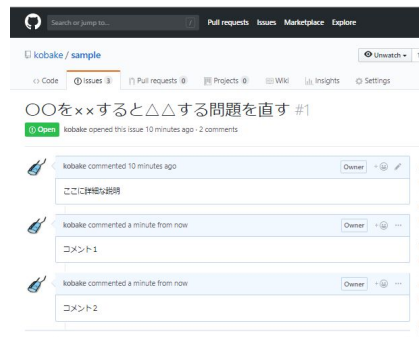 Search or jump to... /
Pull requests Issues Marketplace Explore
kobake / sample
Unwatch 1
Code Issues 3 Pull requests 0 Projects 0 Wiki Insights Settings
〇〇を××すると△△する問題を直す #1
Open kobake opened this issue 10 minutes ago · 2 comments
kobake commented 10 minutes ago Owner
ここに詳細な説明
kobake commented a minute from now Owner
コメント1
kobake commented a minute from now Owner
コメント2